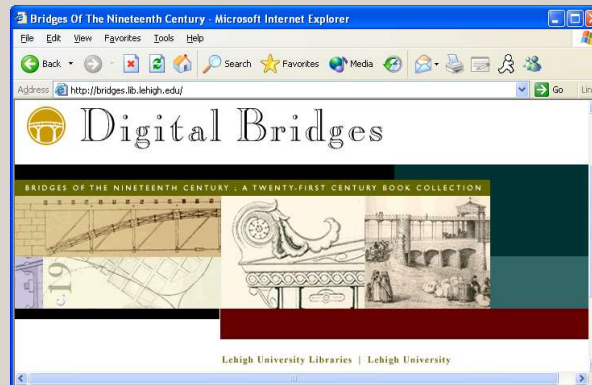 Bridges Of The Nineteenth Century - Microsoft Internet Explorer
File Edit View Favorites Tools Help
Back Search Favorites Media
Address http://bridges.lib.lehigh.edu/ Go Lin
Digital Bridges
BRIDGES OF THE NINETEENTH CENTURY ; A TWENTY-FIRST CENTURY BOOK COLLECTION
c.19
Lehigh University Libraries | Lehigh University